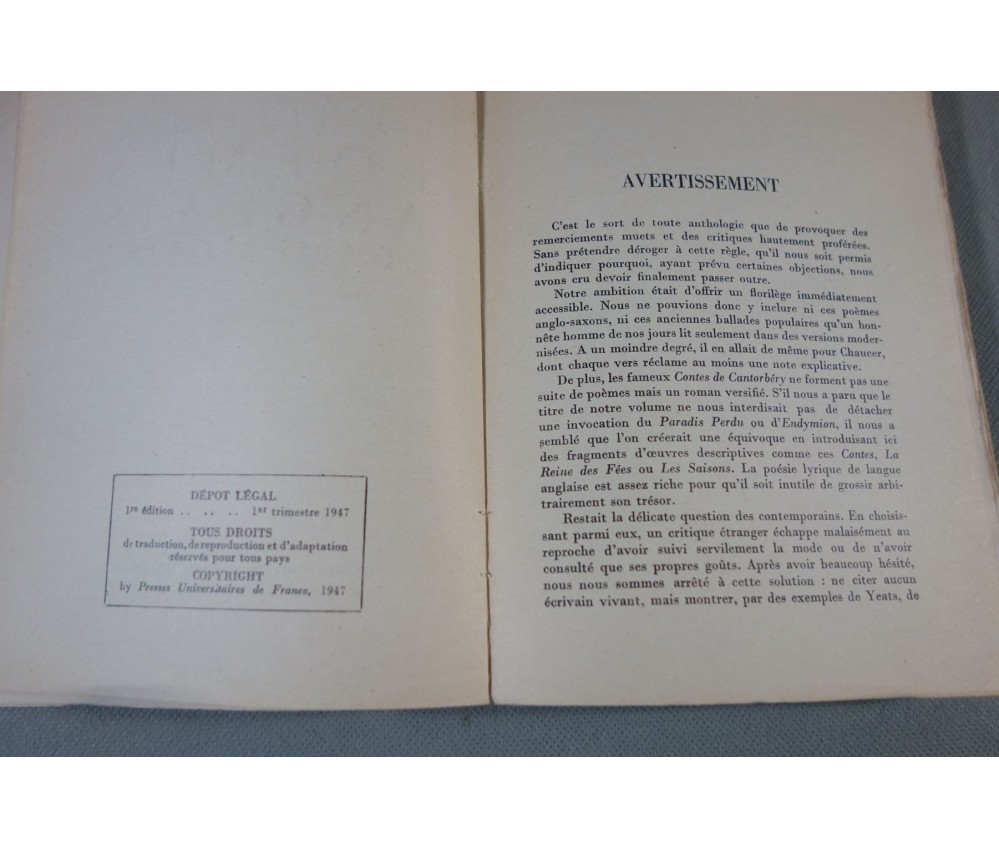 DÉPOT LÉGAL
1re édition .. .. .. 1er trimestre 1947
TOUS DROITS
de traduction, de reproduction et d'adaptation
réservés pour tous pays
COPYRIGHT
by Presses Universitaires de France, 1947
AVERTISSEMENT
C'est le sort de toute anthologie que de provoquer des
remerciements muets et des critiques hautement proférées.
Sans prétendre déroger à cette règle, qu'il nous soit permis
d'indiquer pourquoi, ayant prévu certaines objections, nous
avons cru devoir finalement passer outre.
Notre ambition était d'offrir un florilège immédiatement
accessible. Nous ne pouvions donc y inclure ni ces poèmes
anglo-saxons, ni ces anciennes ballades populaires qu'un hon-
nête homme de nos jours lit seulement dans des versions moder-
nisées. A un moindre degré, il en allait de même pour Chaucer,
dont chaque vers réclame au moins une note explicative.
De plus, les fameux Contes de Cantorbéry ne forment pas une
suite de poèmes mais un roman versifié. S'il nous a paru que le
titre de notre volume ne nous interdisait pas de détacher
une invocation du Paradis Perdu ou d'Endymion, il nous a
semblé que l'on créerait une équivoque en introduisant ici
des fragments d'œuvres descriptives comme ces Contes, La
Reine des Fées ou Les Saisons. La poésie lyrique de langue
anglaise est assez riche pour qu'il soit inutile de grossir arbi-
trairement son trésor.
Restait la délicate question des contemporains. En choisis-
sant parmi eux, un critique étranger échappe malaisément au
reproche d'avoir suivi servilement la mode ou de n'avoir
consulté que ses propres goûts. Après avoir beaucoup hésité,
nous nous sommes arrêté à cette solution : ne citer aucun
écrivain vivant, mais montrer, par des exemples de Yeats, de